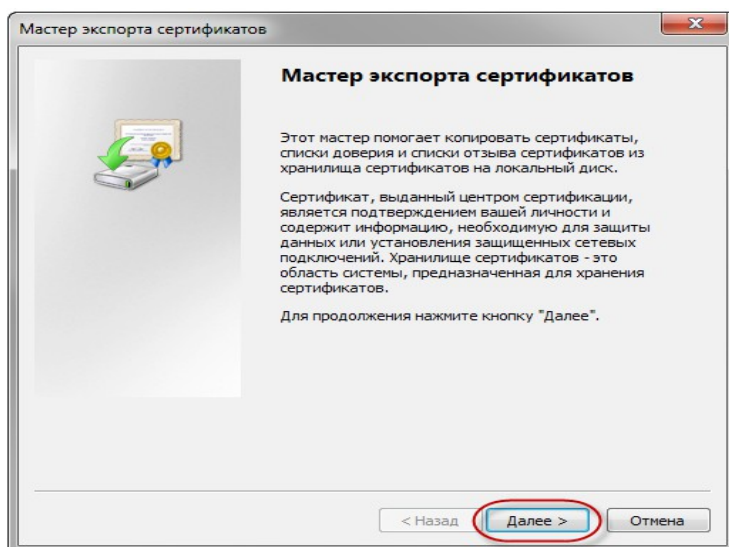 Мастер экспорта сертификатов
Мастер экспорта сертификатов
Этот мастер помогает копировать сертификаты,
списки доверия и списки отзыва сертификатов из
хранилища сертификатов на локальный диск.
Сертификат, выданный центром сертификации,
является подтверждением вашей личности и
содержит информацию, необходимую для защиты
данных или установления защищенных сетевых
подключений. Хранилище сертификатов - это
область системы, предназначенная для хранения
сертификатов.
Для продолжения нажмите кнопку "Далее".
< Назад Далее > Отмена